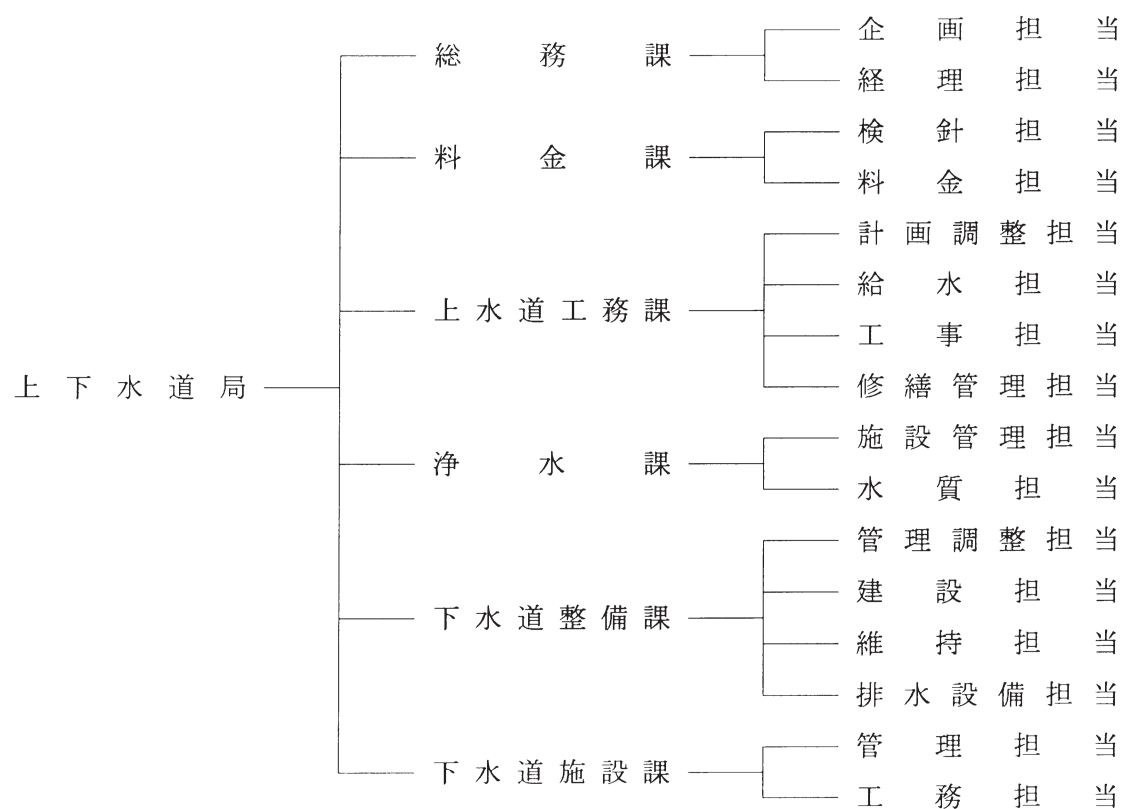 企画担当
総務課
経理担当
検針担当
料金課
料金担当
計画調整担当
給水担当
上水道工務課
工事担当
修繕管理担当
上下水道局
施設管理担当
浄水課
水質担当
管理調整担当
建設担当
下水道整備課
維持担当
排水設備担当
管理担当
下水道施設課
工務担当